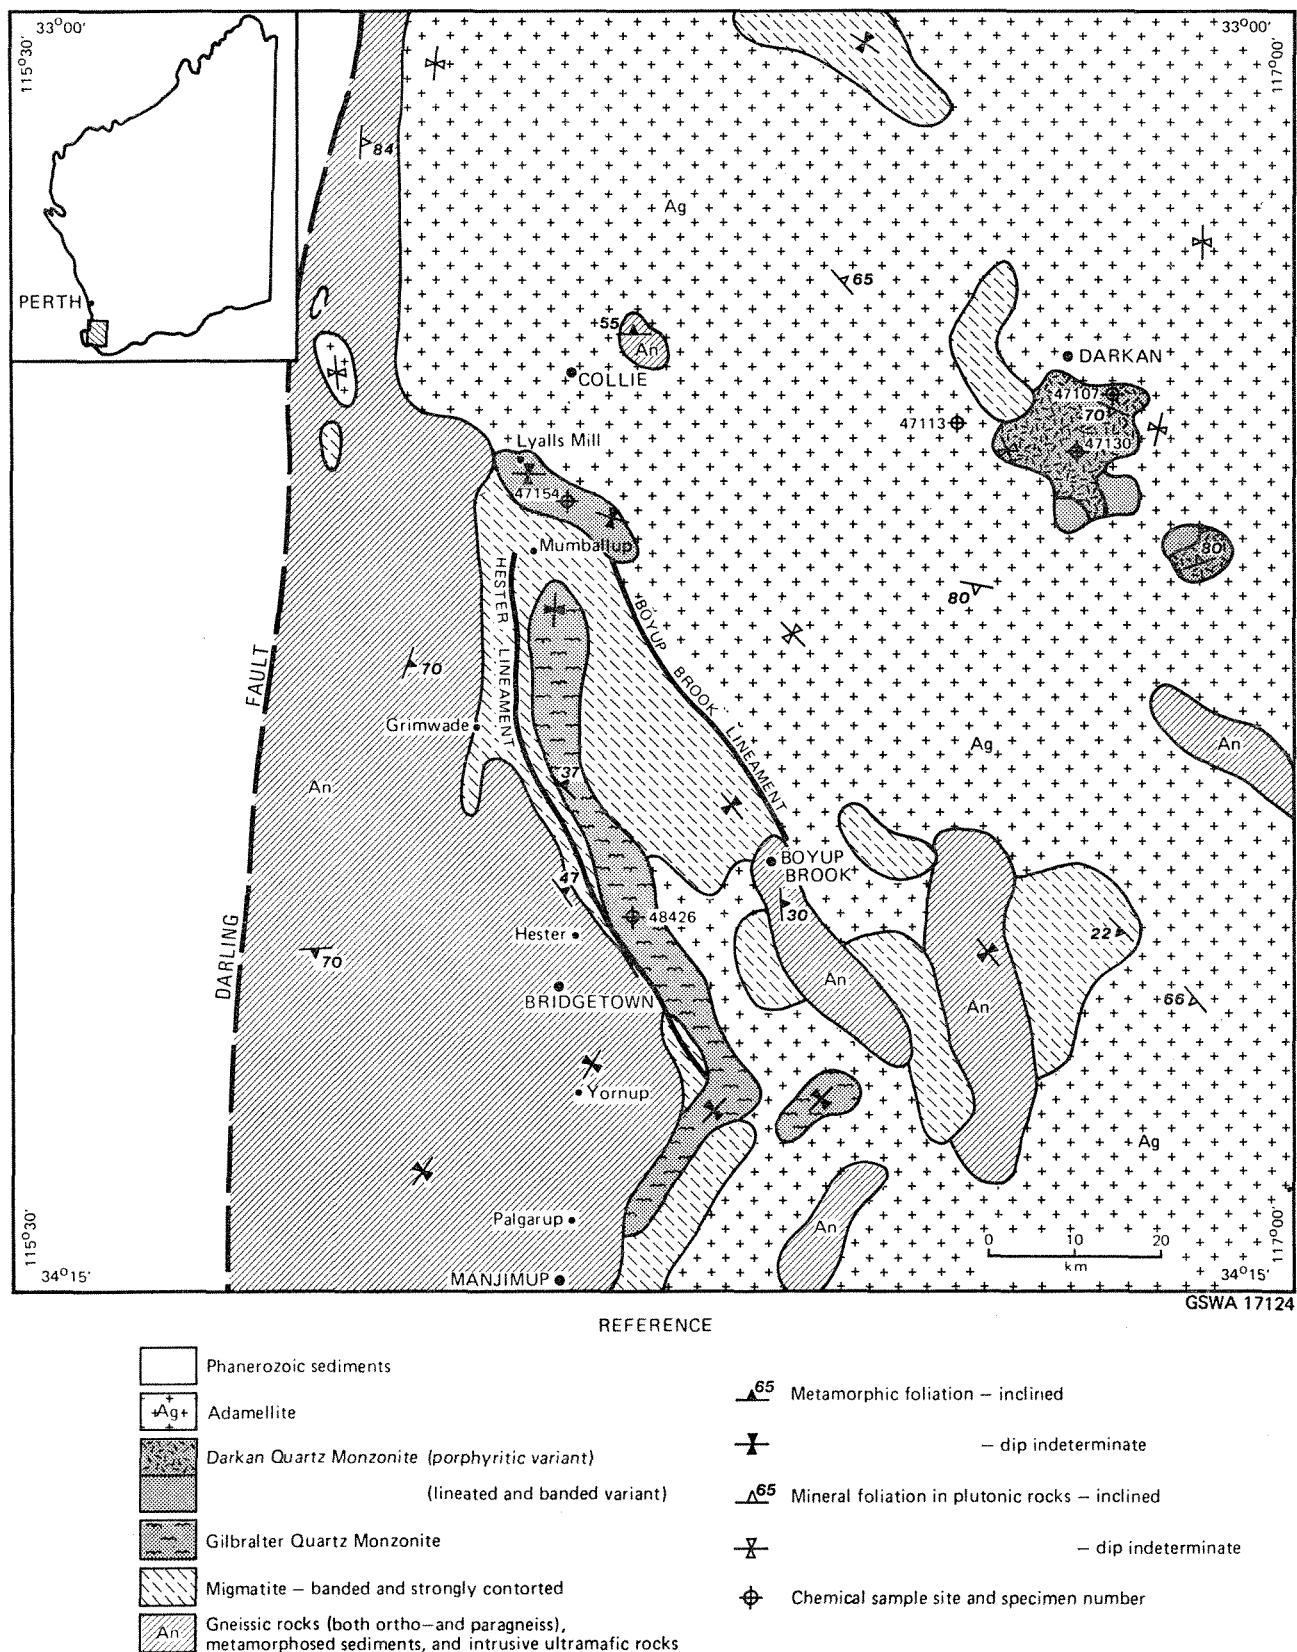 33°00'
115°30'
PERTH
33°00'
117°00'
84
Ag
65
55
An
COLLIE
DARKAN
47107
70
47113
47130
Lyalls Mill
47154
Mumballup
80
80
HESTER LINEAMENT
BOYUP BROOK LINEAMENT
70
FAULT
Grimwade
Ag
An
37
An
BOYUP
BROOK
47
30
48426
Hester
22
DARLING
70
An
BRIDGETOWN
An
66
Yornup
Ag
Palgarup
An
0 10 20
km
115°30'
117°00'
34°15'
MANJIMUP
34°15'
GSWA 17124
REFERENCE
Phanerozoic sediments
Ag Adamellite
Darkan Quartz Monzonite (porphyritic variant)
(lineated and banded variant)
Gilbralter Quartz Monzonite
Migmatite – banded and strongly contorted
An Gneissic rocks (both ortho—and paragneiss),
metamorphosed sediments, and intrusive ultramafic rocks
65 Metamorphic foliation – inclined
– dip indeterminate
65 Mineral foliation in plutonic rocks – inclined
– dip indeterminate
Chemical sample site and specimen number